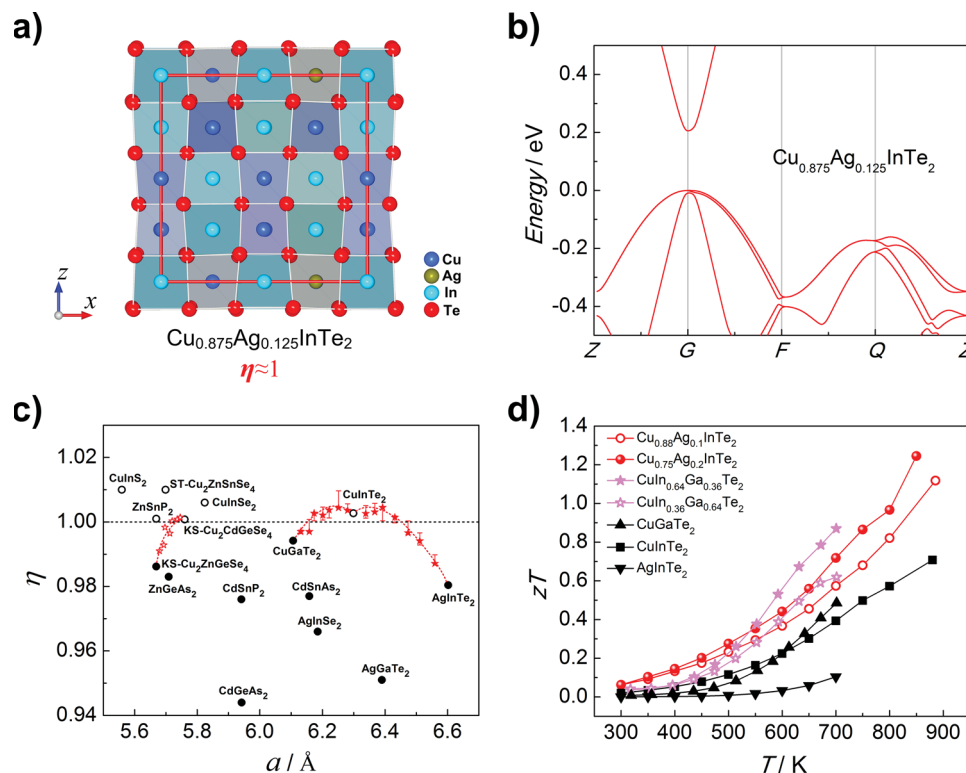 a)
z
x
Cu
Ag
In
Te
Cu0.875Ag0.125InTe2
η≈1
b)
Energy / eV
0.4
0.2
0.0
-0.2
-0.4
Cu0.875Ag0.125InTe2
Z G F Q Z
c)
η
1.02
1.00
0.98
0.96
0.94
CuInS2
ST-Cu2ZnSnSe4
CuInSe2
ZnSnP2
KS-Cu2CdGeSe4
CuInTe2
CuGaTe2
KS-Cu2ZnGeSe4
ZnGeAs2
CdSnP2
CdSnAs2
AgInTe2
AgInSe2
AgGaTe2
CdGeAs2
5.6 5.8 6.0 6.2 6.4 6.6
a / Å
d)
zT
1.4
1.2
1.0
0.8
0.6
0.4
0.2
0.0
Cu0.88Ag0.1InTe2
Cu0.75Ag0.2InTe2
CuIn0.64Ga0.36Te2
CuIn0.36Ga0.64Te2
CuGaTe2
CuInTe2
AgInTe2
300 400 500 600 700 800 900
T / K